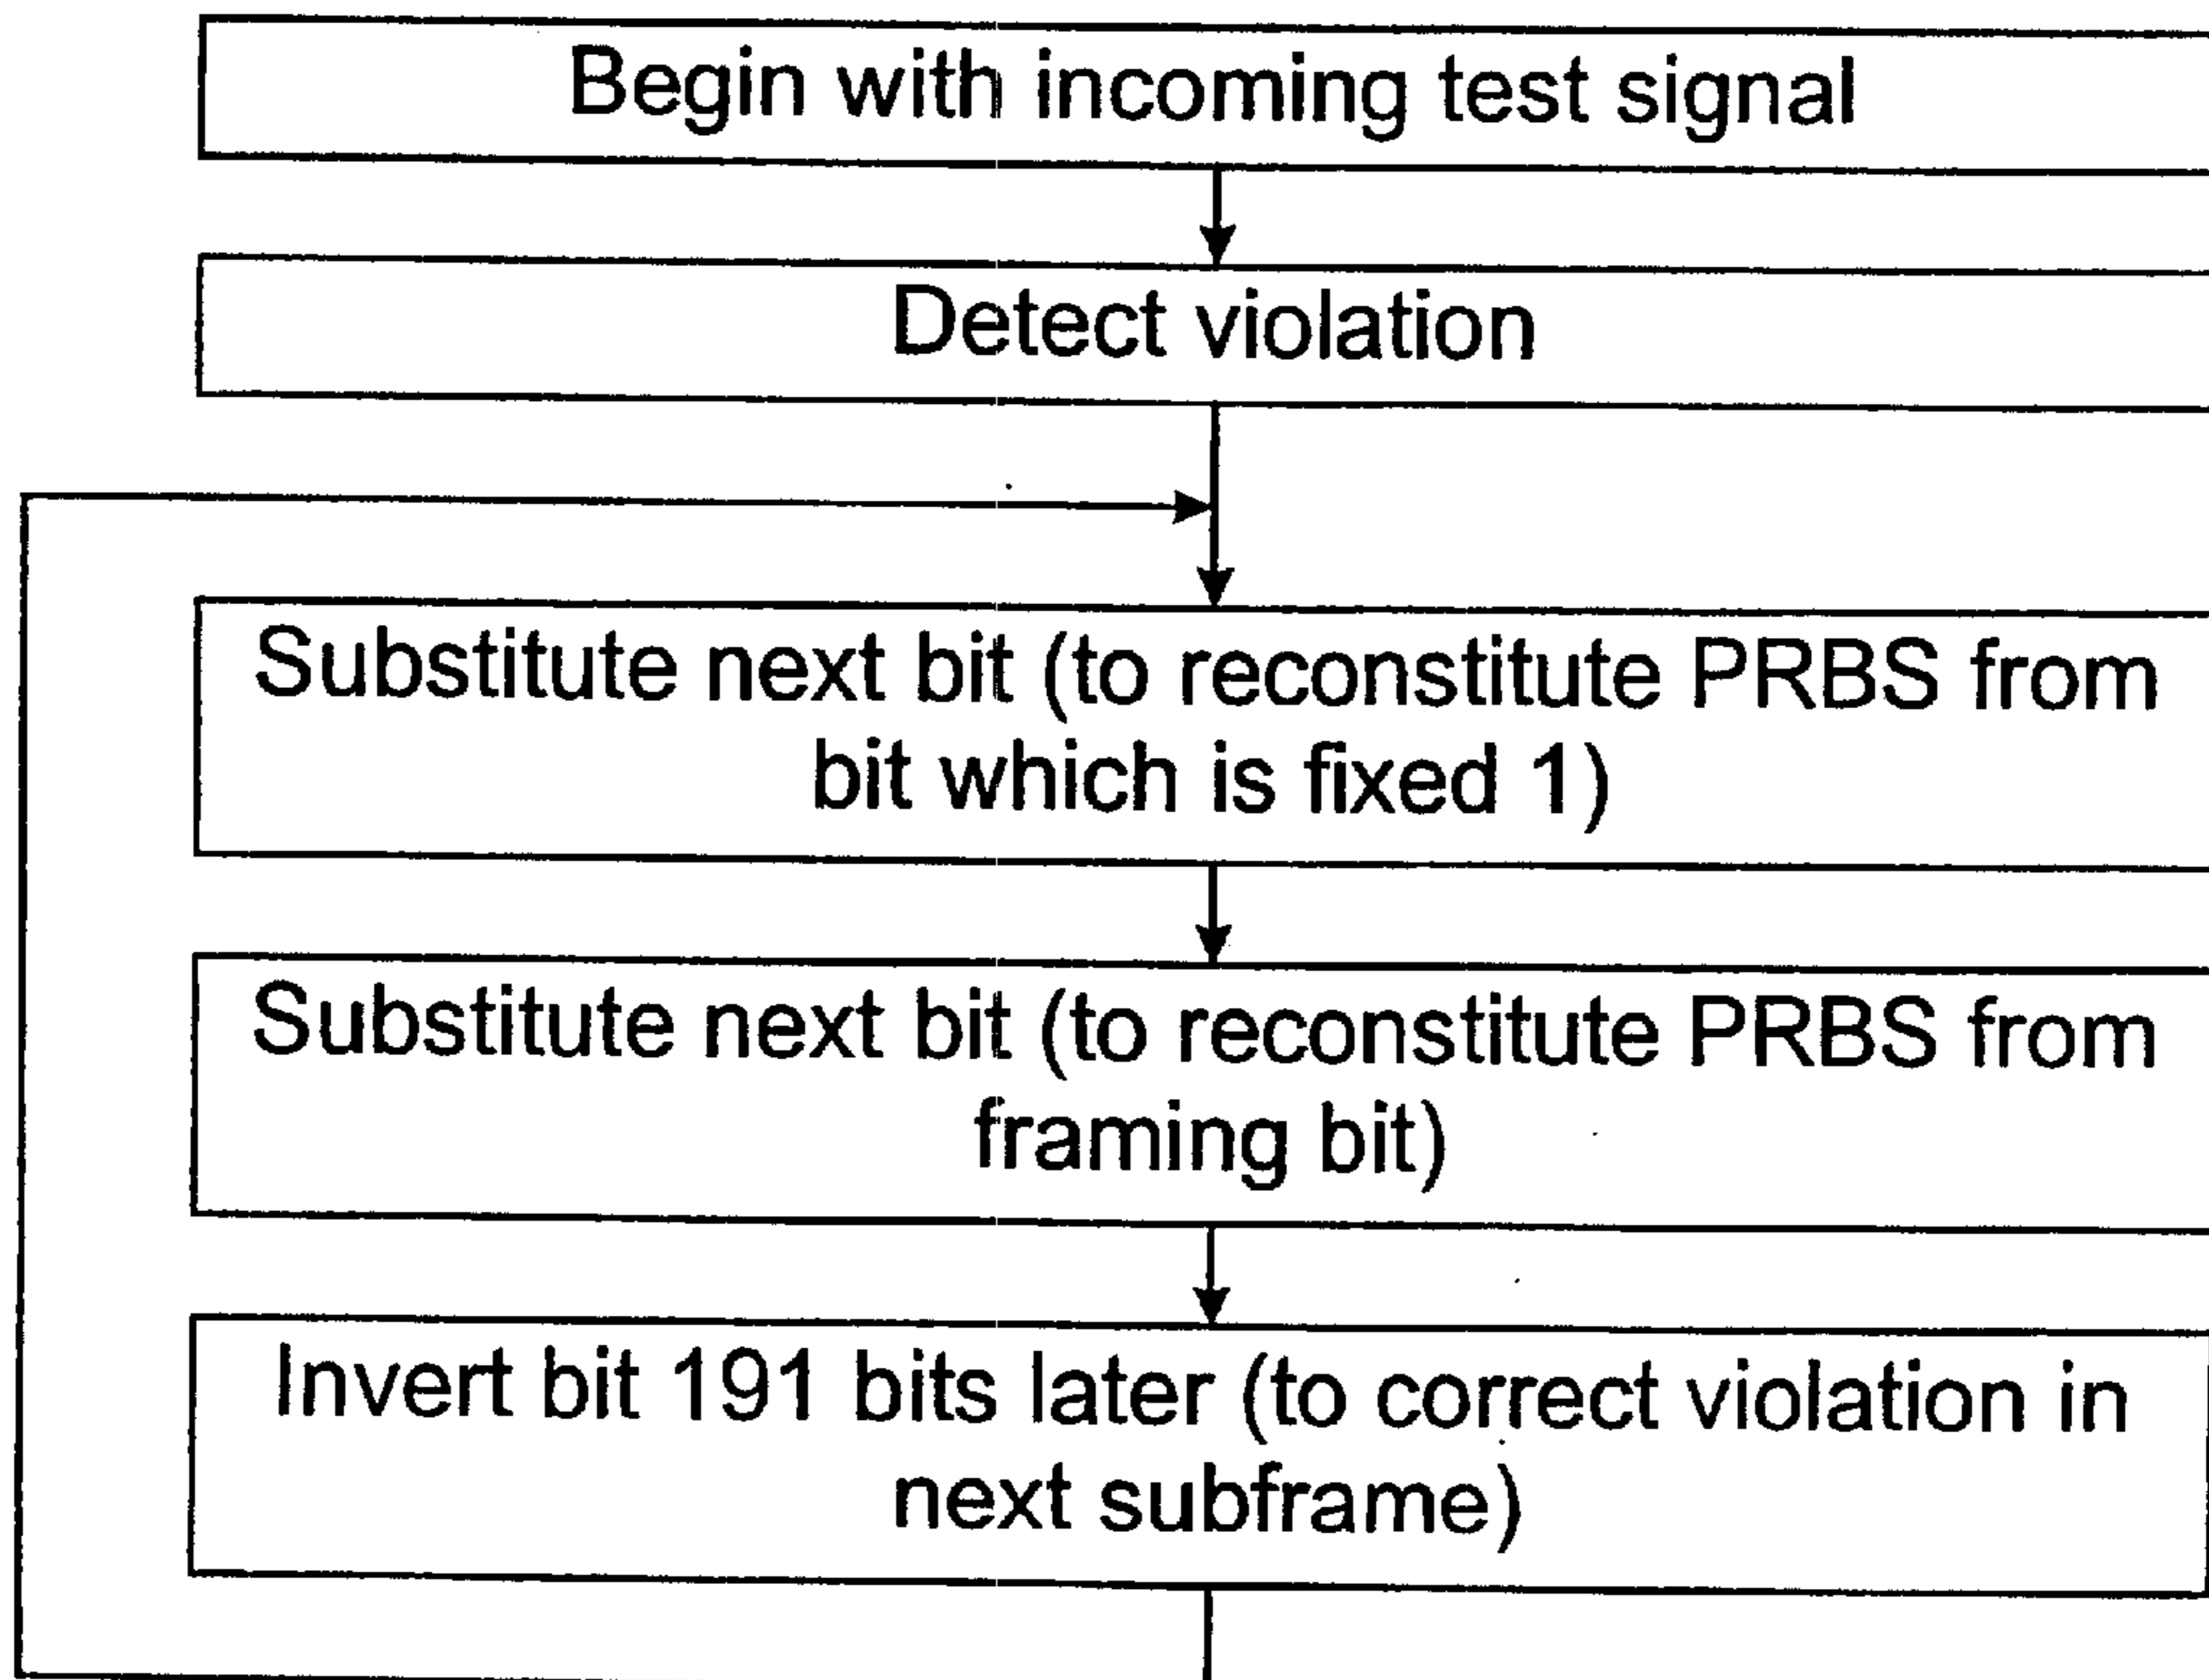 Begin with incoming test signal
Detect violation
Substitute next bit (to reconstitute PRBS from
bit which is fixed 1)
Substitute next bit (to reconstitute PRBS from
framing bit)
Invert bit 191 bits later (to correct violation in
next subframe)